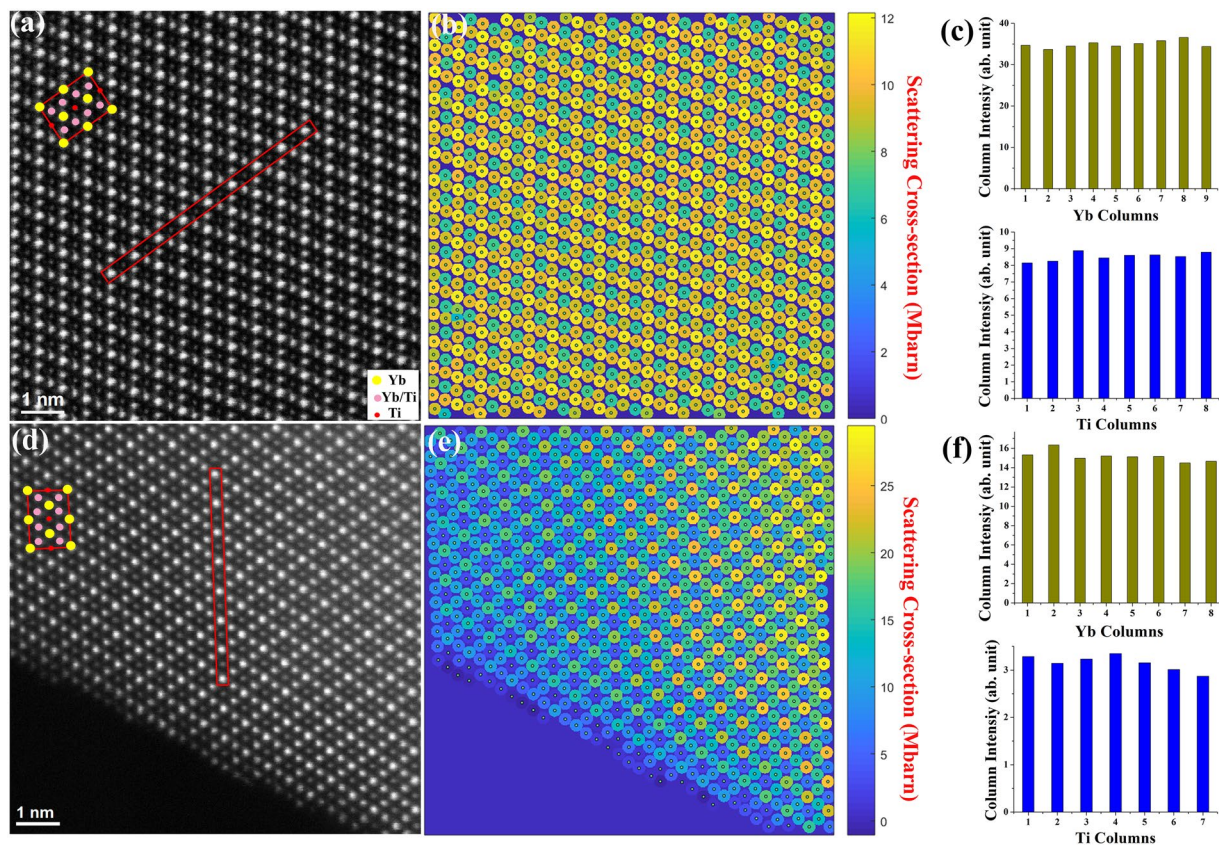 (a)
Yb
Yb/Ti
Ti
1 nm
(b)
12
10
8
6
4
2
0
Scattering Cross-section (Mbarn)
(c)
Column Intensiy (ab. unit)
40
30
20
10
0
1 2 3 4 5 6 7 8 9
Yb Columns
Column Intensiy (ab. unit)
10
9
8
7
6
5
4
3
2
1
0
1 2 3 4 5 6 7 8
Ti Columns
(d)
1 nm
(e)
25
20
15
10
5
0
Scattering Cross-section (Mbarn)
(f)
Column Intensiy (ab. unit)
16
14
12
10
8
6
4
2
0
1 2 3 4 5 6 7 8
Yb Columns
Column Intensiy (ab. unit)
3
2
1
0
1 2 3 4 5 6 7
Ti Columns